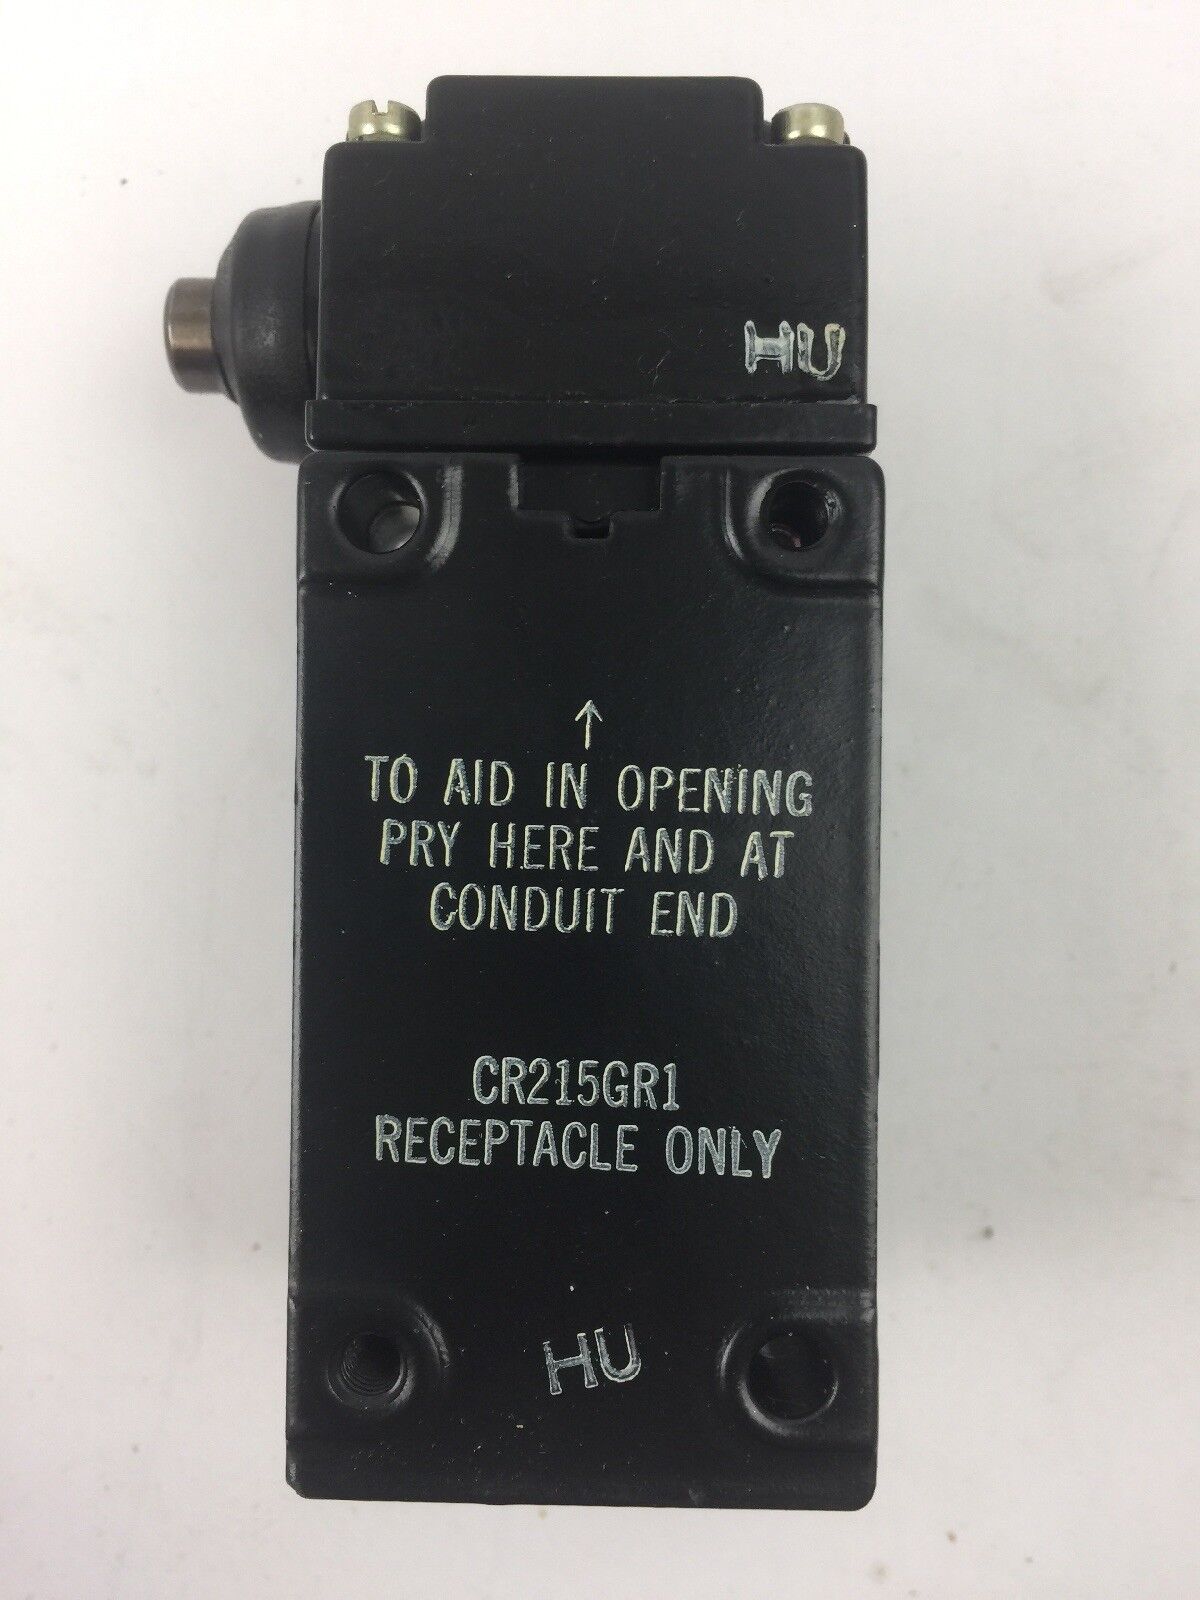 HU
↑
TO AID IN OPENING
PRY HERE AND AT
CONDUIT END
CR215GR1
RECEPTACLE ONLY
HU